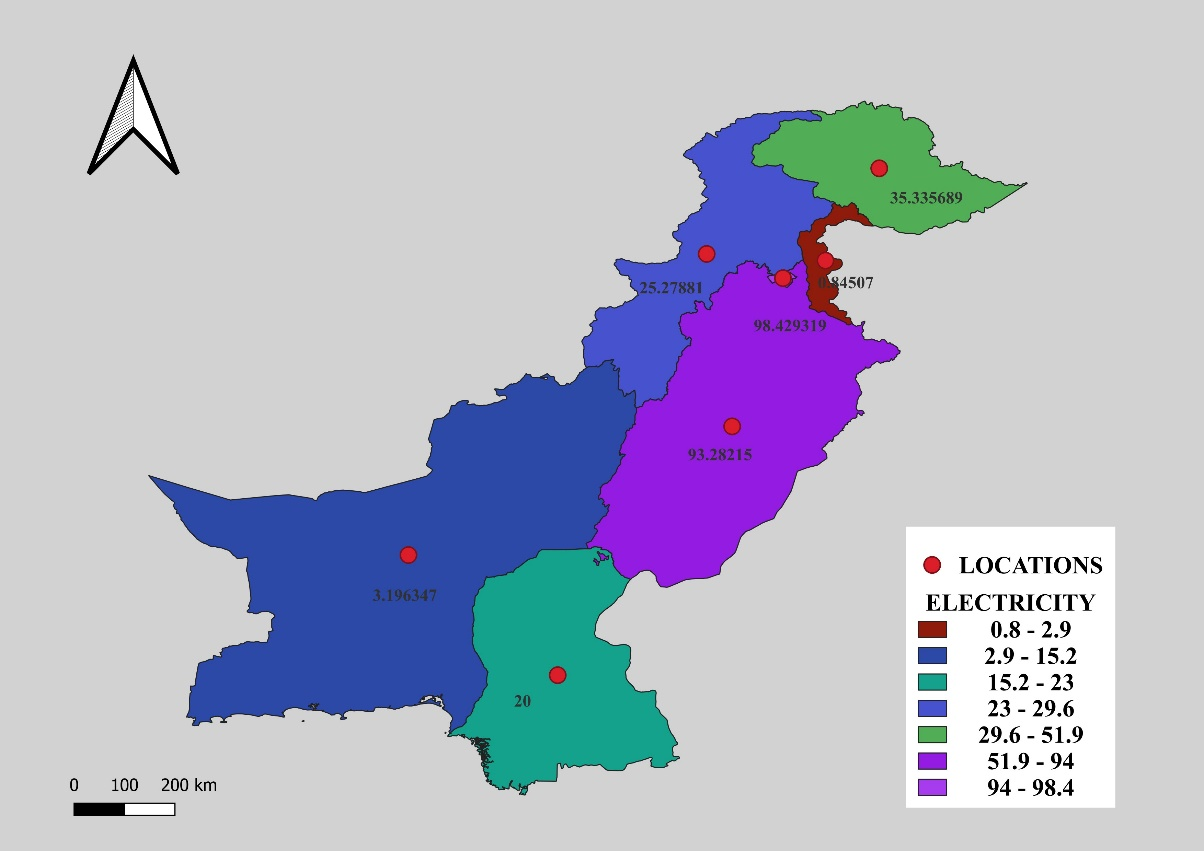 35.335689
25.27881
0.84507
98.429319
93.28215
3.196347
20
LOCATIONS
ELECTRICITY
0.8 - 2.9
2.9 - 15.2
15.2 - 23
23 - 29.6
29.6 - 51.9
51.9 - 94
94 - 98.4
0 100 200 km